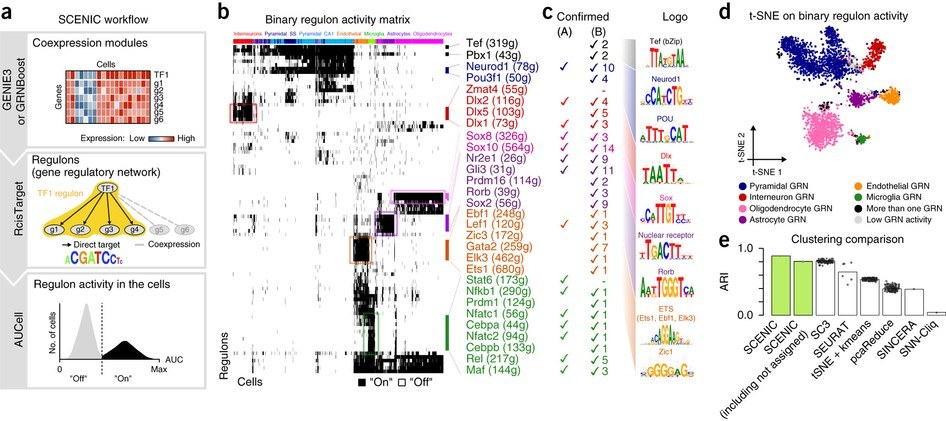 a
SCENIC workflow
GENIE3
or GRNBoost
Coexpression modules
Cells
Genes
TF1
g1
g2
g3
g4
g5
g6
Expression: Low High
RcisTarget
Regulons
(gene regulatory network)
TF1 regulon
TF1
g1 g2 g3 g4 g5 g6
Direct target Coexpression
ACGATCCTc
AUCell
Regulon activity in the cells
No. of cells
AUC
"Off" "On" Max
b
Binary regulon activity matrix
Interneurons Pyramidal SS Pyramidal CA1 Endothelial Microglia Astrocytes Oligodendrocytes
Tef (319g)
Pbx1 (43g)
Neurod1 (78g)
Pou3f1 (50g)
Zmat4 (55g)
Dlx2 (116g)
Dlx5 (103g)
Dlx1 (73g)
Sox8 (326g)
Sox10 (564g)
Nr2e1 (26g)
Gli3 (31g)
Prdm16 (114g)
Rorb (39g)
Sox2 (56g)
Ebf1 (248g)
Lef1 (120g)
Zic3 (172g)
Gata2 (259g)
Elk3 (462g)
Ets1 (680g)
Stat6 (173g)
Nfkb1 (290g)
Prdm1 (124g)
Nfatc1 (56g)
Cebpa (44g)
Nfatc2 (94g)
Cebpb (133g)
Rel (217g)
Maf (144g)
Regulons
Cells
"On" "Off"
c
Confirmed
(A) (B)
✓ 2
✓ 2
✓ ✓ 10
✓ 4
-
✓ ✓ 4
✓ 5
✓ ✓ 3
✓ ✓ 3
✓ ✓ 14
✓ ✓ 9
✓ ✓ 11
✓ 2
✓ 3
✓ 9
✓ 1
✓ ✓ 3
✓ 1
✓ ✓ 7
✓ 1
✓ 1
✓ -
✓ ✓ 1
✓ 1
✓ ✓ 1
✓ ✓ 1
✓ ✓ 1
✓ 1
✓ ✓ 5
✓ ✓ 3
Logo
Tef (bZip)
Neurod1
POU
Dlx
Sox
Nuclear receptor
Rorb
ETS
(Ets1, Ebf1, Elk3)
Zic1
d
t-SNE on binary regulon activity
t-SNE 2
t-SNE 1
Pyramidal GRN
Interneuron GRN
Oligodendrocyte GRN
Astrocyte GRN
Endothelial GRN
Microglia GRN
More than one GRN
Low GRN activity
e
Clustering comparison
ARI
1.0
0.0
SCENIC
SCENIC
(including not assigned)
SC3
SEURAT
tSNE + kmeans
pcaReduce
SINCERA
SNN-Cliq